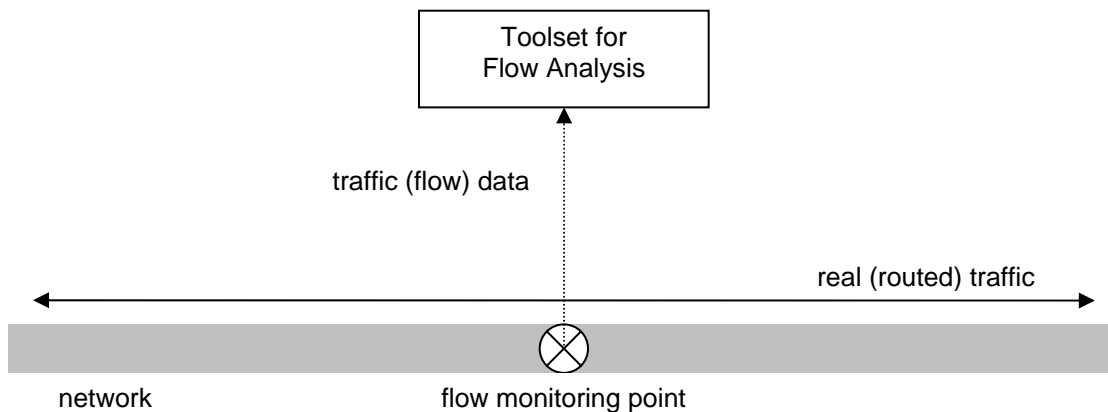 Toolset for
Flow Analysis
traffic (flow) data
real (routed) traffic
network
flow monitoring point